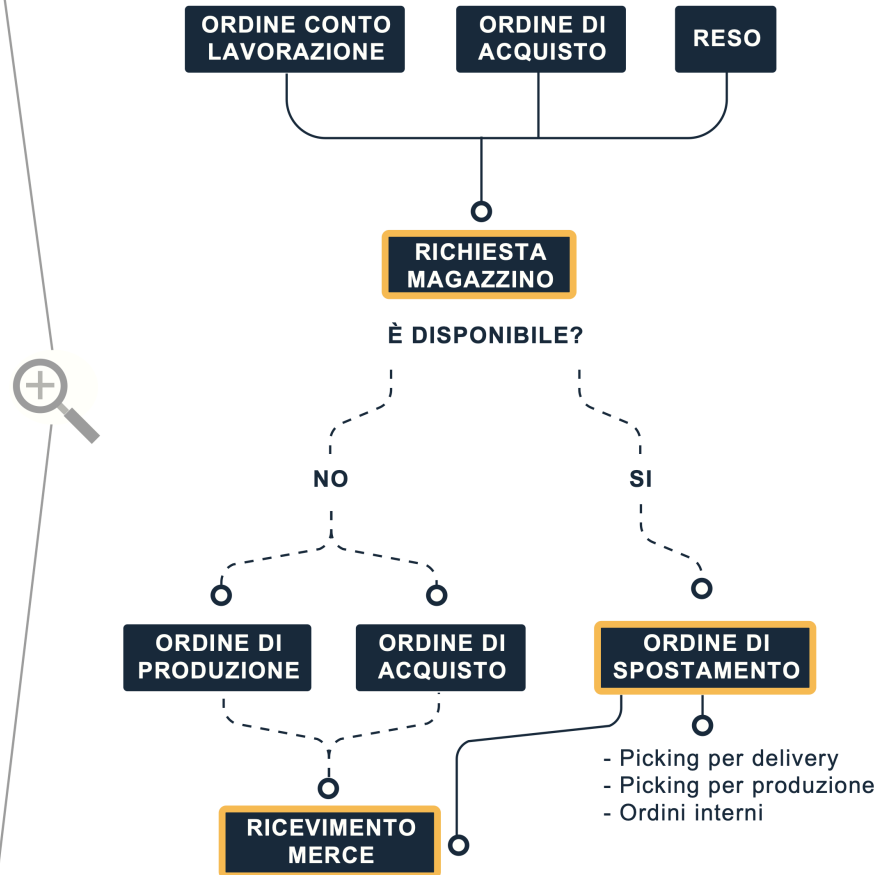 ORDINE CONTO
LAVORAZIONE
ORDINE DI
ACQUISTO
RESO
RICHIESTA
MAGAZZINO
È DISPONIBILE?
NO
SI
ORDINE DI
PRODUZIONE
ORDINE DI
ACQUISTO
ORDINE DI
SPOSTAMENTO
- Picking per delivery
- Picking per produzione
- Ordini interni
RICEVIMENTO
MERCE